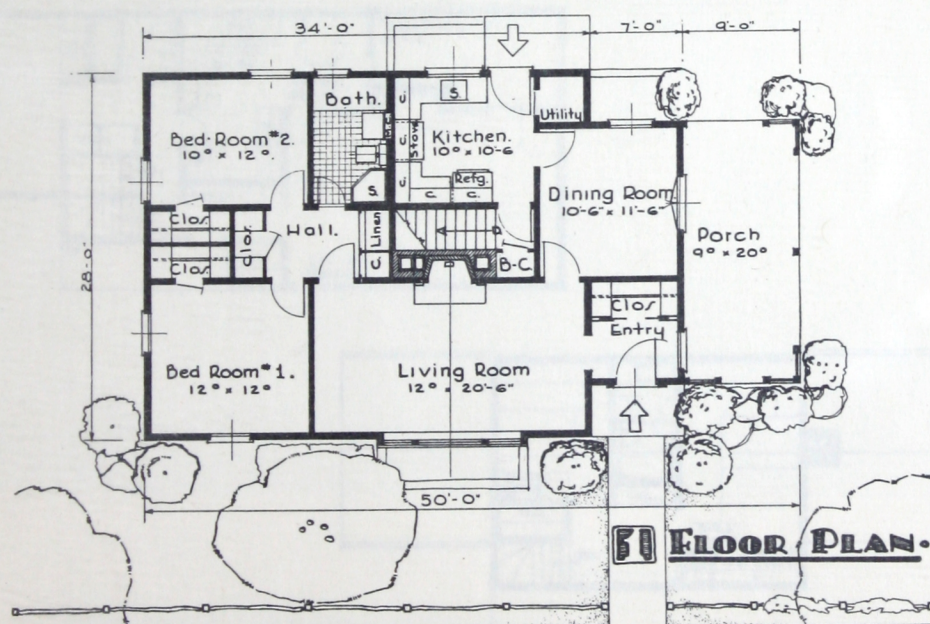 34'-0"
7'-0"
9'-0"
Bath.
Bed-Room #2.
10° x 12°.
U.
S.
U.
Stove
Kitchen.
10° x 10'-6
Utility
U.
Refg.
C.
C.
S.
Dining Room
10'-6" x 11'-6"
Clos
Clos.
Hall.
Lins
Porch
9° x 20°
28'-0"
Clos
U.
B-C.
Clos
Entry
Bed Room #1.
12° x 12°
Living Room
12° x 20'-6"
50'-0"
Floor Plan.